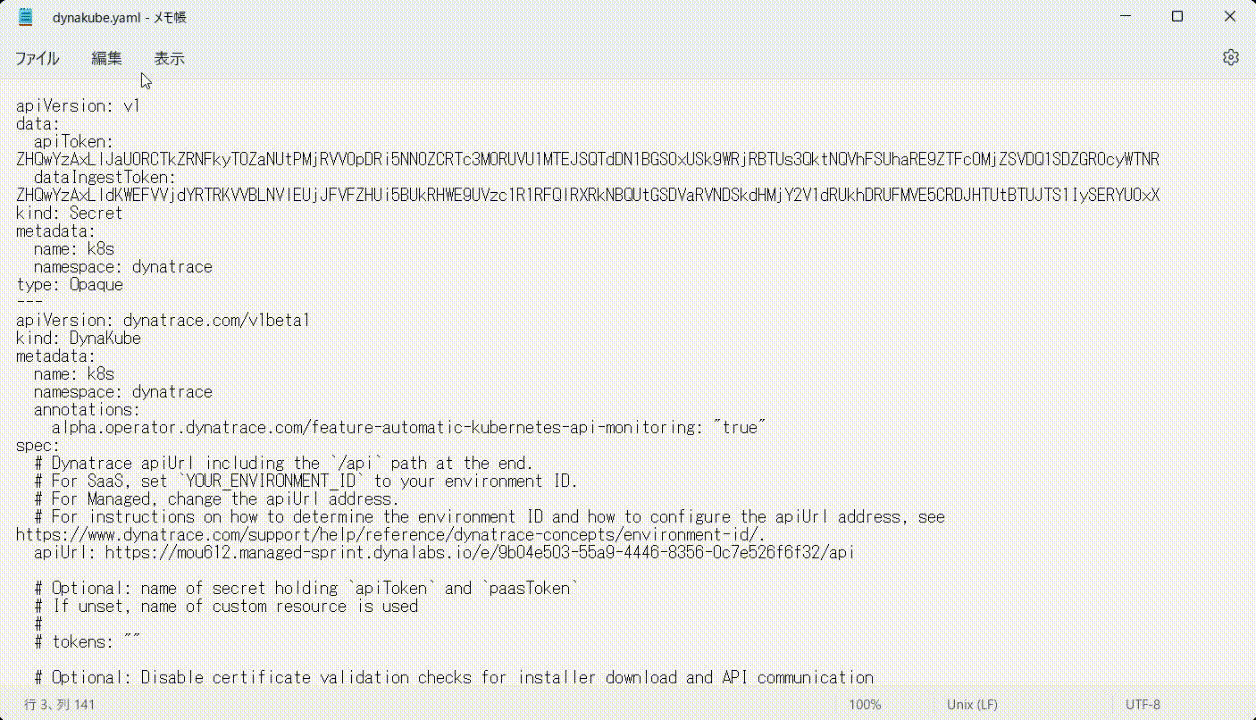 dynakube.yaml - メモ帳
ファイル 編集 表示
apiVersion: v1
data:
  apiToken:
  dataIngestToken:
kind: Secret
metadata:
  name: k8s
  namespace: dynatrace
type: Opaque
---
apiVersion: dynatrace.com/v1beta1
kind: DynaKube
metadata:
  name: k8s
  namespace: dynatrace
  annotations:
    alpha.operator.dynatrace.com/feature-automatic-kubernetes-api-monitoring: "true"
spec:
  # Dynatrace apiUrl including the `/api` path at the end.
  # For SaaS, set `YOUR_ENVIRONMENT_ID` to your environment ID.
  # For Managed, change the apiUrl address.
  # For instructions on how to determine the environment ID and how to configure the apiUrl address, see
https://www.dynatrace.com/support/help/reference/dynatrace-concepts/environment-id/.
  apiUrl: https://mou612.managed-sprint.dynalabs.io/e/9b04e503-55a9-4446-8356-0c7e526f6f32/api
  # Optional: name of secret holding `apiToken` and `paasToken`
  # If unset, name of custom resource is used
  #
  # tokens: ""
  # Optional: Disable certificate validation checks for installer download and API communication
行 3、列 141 100% Unix (LF) UTF-8